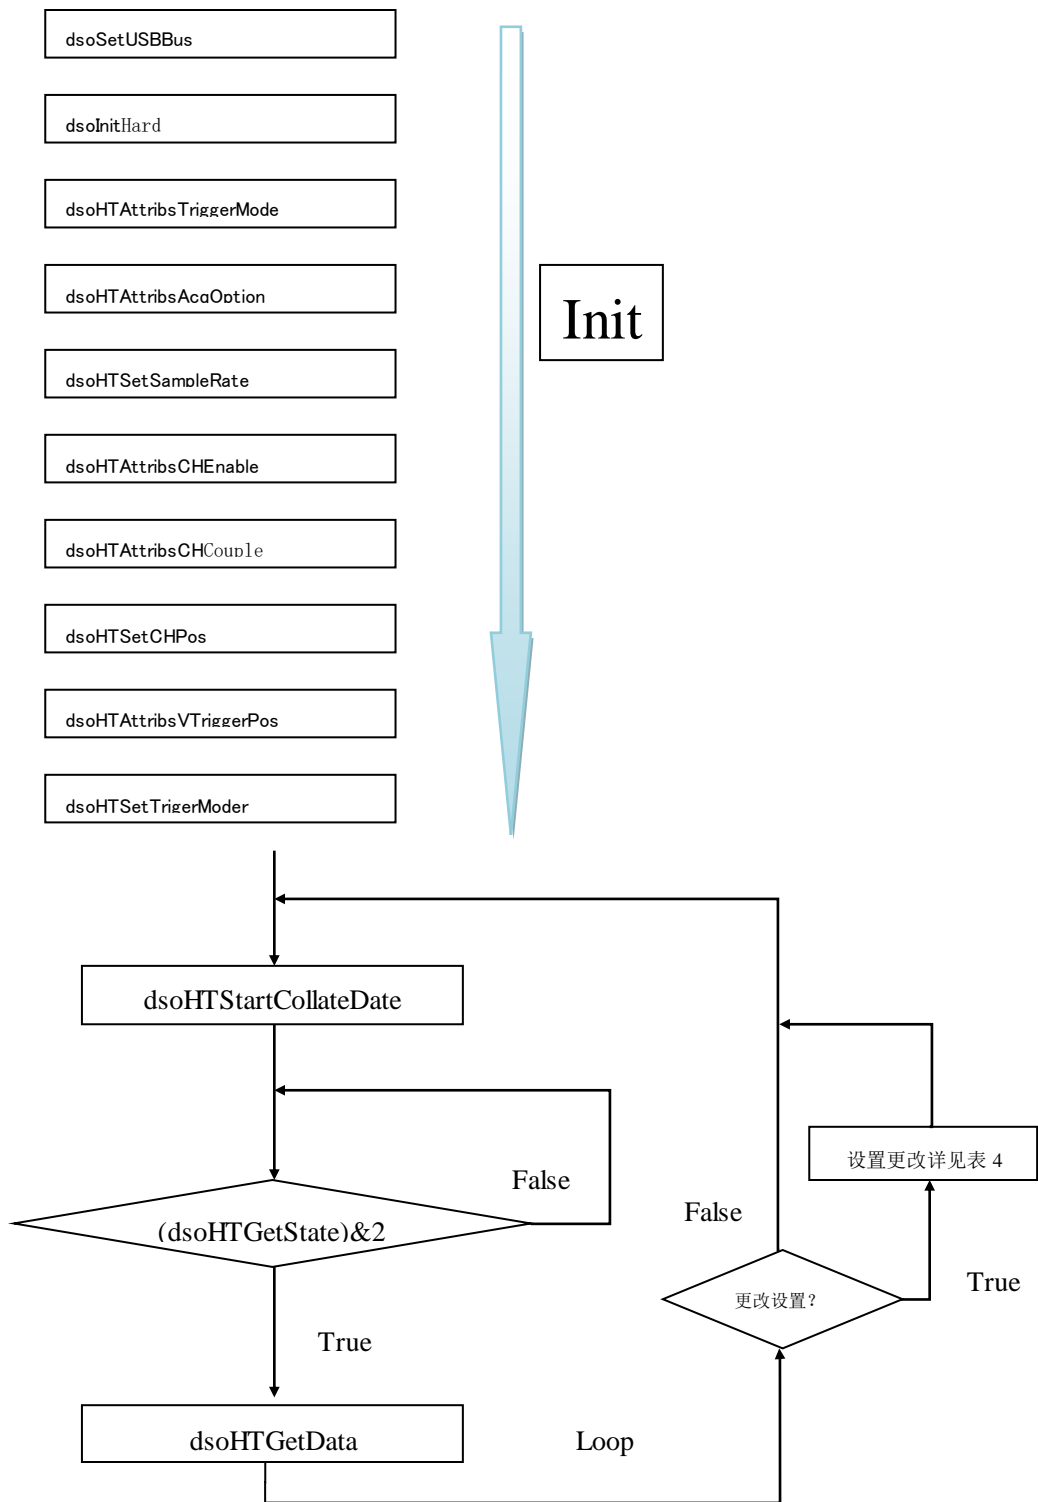 dsoSetUSBBus
dsoInitHard
dsoHTAttribsTriggerMode
dsoHTAttribsAcqOption
Init
dsoHTSetSampleRate
dsoHTAttribsCHEnable
dsoHTAttribsCHCouple
dsoHTSetCHPos
dsoHTAttribsVTriggerPos
dsoHTSetTrigerModer
dsoHTStartCollateDate
设置更改详见表 4
False
(dsoHTGetState)&2
False
True
更改设置?
True
dsoHTGetData
Loop